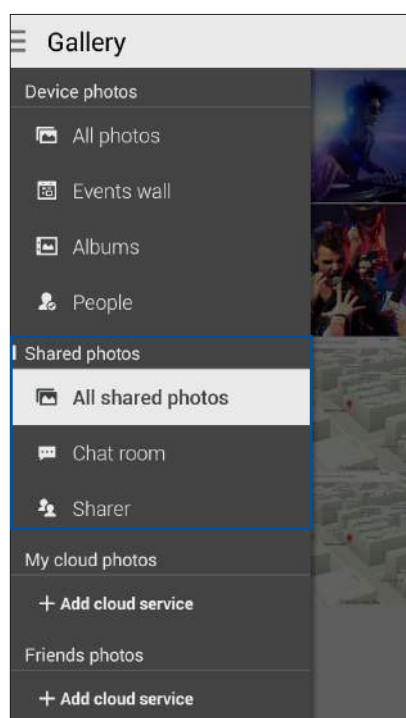 Gallery
Device photos
All photos
Events wall
Albums
People
Shared photos
All shared photos
Chat room
Sharer
My cloud photos
+ Add cloud service
Friends photos
+ Add cloud service